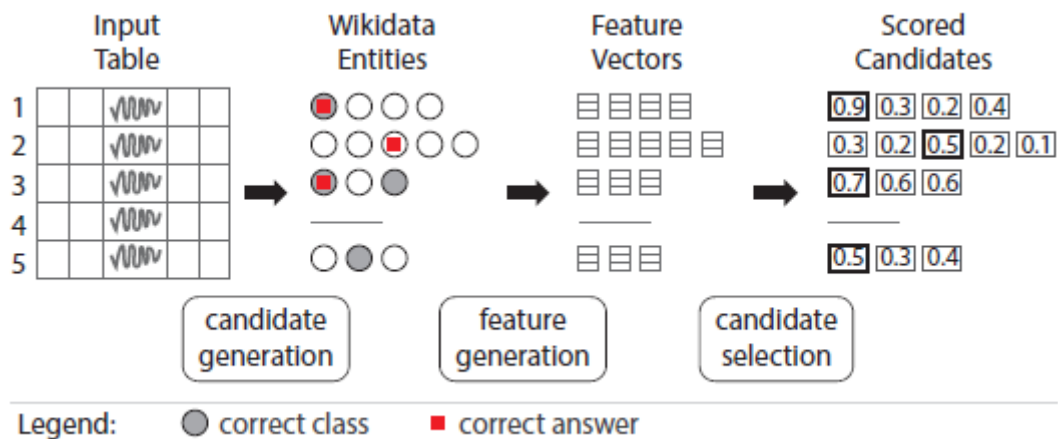 Input Table
Wikidata Entities
Feature Vectors
Scored Candidates
1
0.9 0.3 0.2 0.4
2
0.3 0.2 0.5 0.2 0.1
3
0.7 0.6 0.6
4
5
0.5 0.3 0.4
candidate generation
feature generation
candidate selection
Legend: correct class correct answer